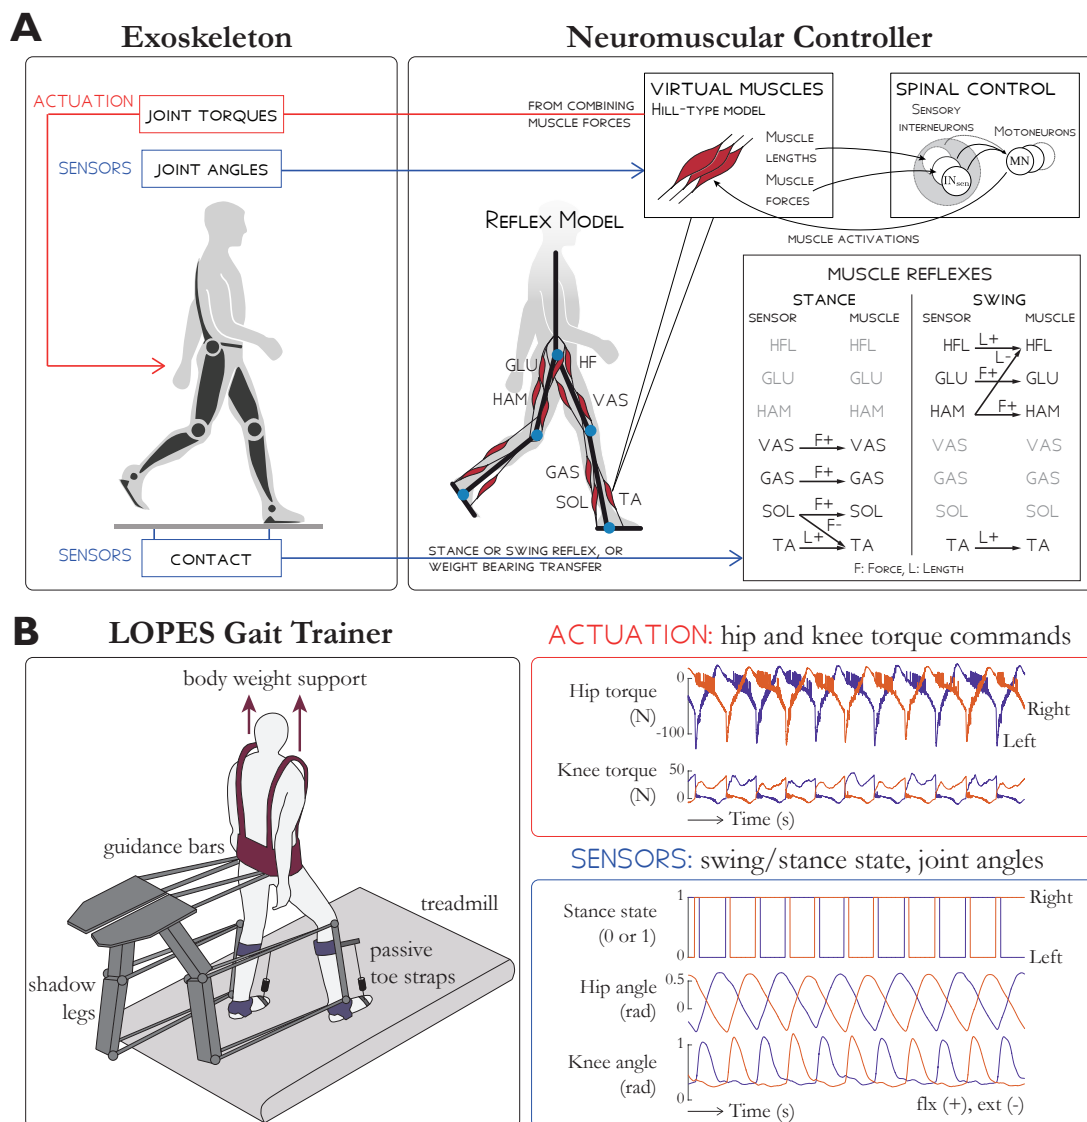 A
Exoskeleton
Neuromuscular Controller
ACTUATION
JOINT TORQUES
SENSORS
JOINT ANGLES
FROM COMBINING
MUSCLE FORCES
VIRTUAL MUSCLES
HILL-TYPE MODEL
MUSCLE
LENGTHS
MUSCLE
FORCES
SPINAL CONTROL
SENSORY
INTERNEURONS
MOTONEURONS
MN
INsen
MUSCLE ACTIVATIONS
REFLEX MODEL
GLU
HF
HAM
VAS
GAS
SOL
TA
MUSCLE REFLEXES
STANCE
SWING
SENSOR MUSCLE SENSOR MUSCLE
HFL HFL HFL L+ HFL
L-
GLU GLU GLU F+ GLU
HAM HAM HAM F+ HAM
VAS F+ VAS VAS VAS
GAS F+ GAS GAS GAS
SOL F+ SOL SOL SOL
F-
TA L+ TA TA L+ TA
F: FORCE, L: LENGTH
SENSORS
CONTACT
STANCE OR SWING REFLEX, OR
WEIGHT BEARING TRANSFER
B
LOPES Gait Trainer
body weight support
guidance bars
treadmill
shadow
legs
passive
toe straps
ACTUATION: hip and knee torque commands
Hip torque
(N)
0
-100
Right
Left
Knee torque
(N)
50
0
Time (s)
SENSORS: swing/stance state, joint angles
Stance state
(0 or 1)
1
0
Right
Left
Hip angle
(rad)
0.5
0
Knee angle
(rad)
1
0
Time (s)
flx (+), ext (-)